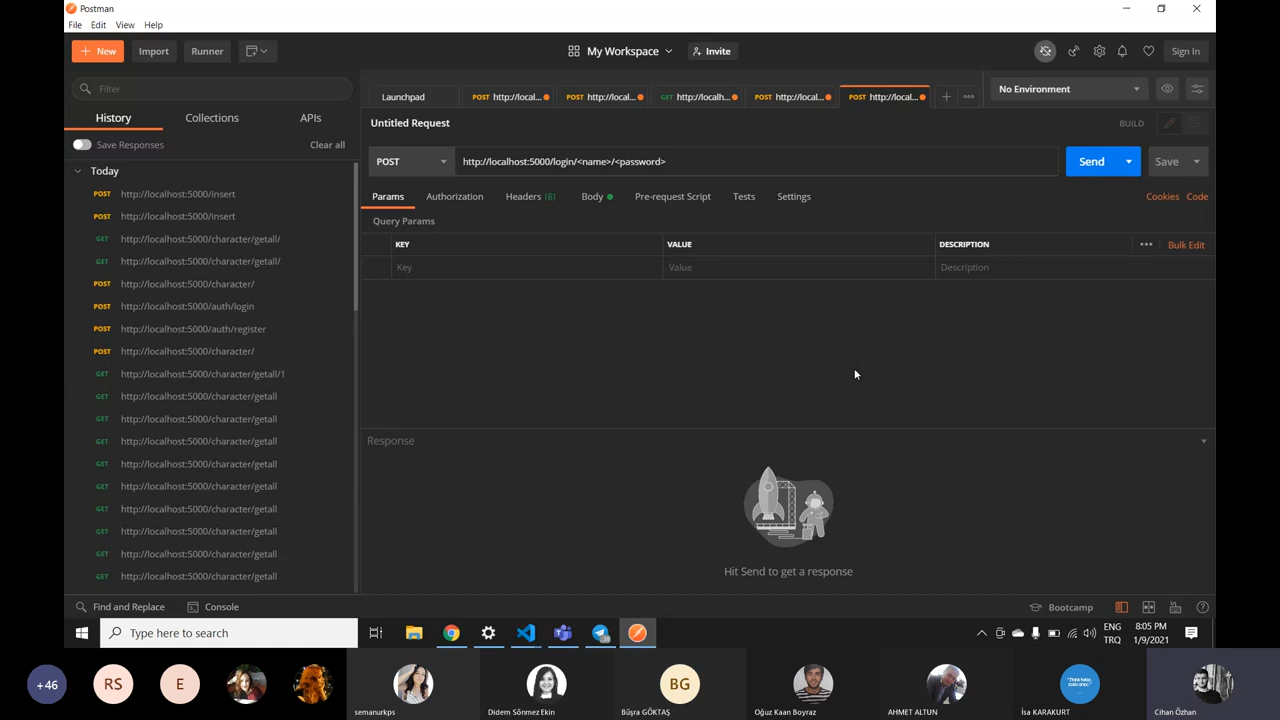 Postman
File Edit View Help
+ New Import Runner My Workspace Invite Sign In
Filter
History Collections APIs
Save Responses Clear all
Today
POST http://localhost:5000/insert
POST http://localhost:5000/insert
GET http://localhost:5000/character/getall/
GET http://localhost:5000/character/getall/
POST http://localhost:5000/character/
POST http://localhost:5000/auth/login
POST http://localhost:5000/auth/register
POST http://localhost:5000/character/
GET http://localhost:5000/character/getall/1
GET http://localhost:5000/character/getall
GET http://localhost:5000/character/getall
GET http://localhost:5000/character/getall
GET http://localhost:5000/character/getall
GET http://localhost:5000/character/getall
GET http://localhost:5000/character/getall
GET http://localhost:5000/character/getall
GET http://localhost:5000/character/getall
GET http://localhost:5000/character/getall
Launchpad POST http://local... POST http://local... GET http://localh... POST http://local... POST http://local... + No Environment
Untitled Request BUILD
POST http://localhost:5000/login/<name>/<password> Send Save
Params Authorization Headers (8) Body Pre-request Script Tests Settings Cookies Code
Query Params
KEY VALUE DESCRIPTION Bulk Edit
Key Value Description
Response
Hit Send to get a response
Find and Replace Console Bootcamp
Type here to search
ENG
TRQ
8:05 PM
1/9/2021
+46 RS E BG
"Think twice, code once."
semanurkps Didem Sönmez Ekin Büşra GÖKTAŞ Oğuz Kaan Boyraz AHMET ALTUN İsa KARAKURT Cihan Özhan